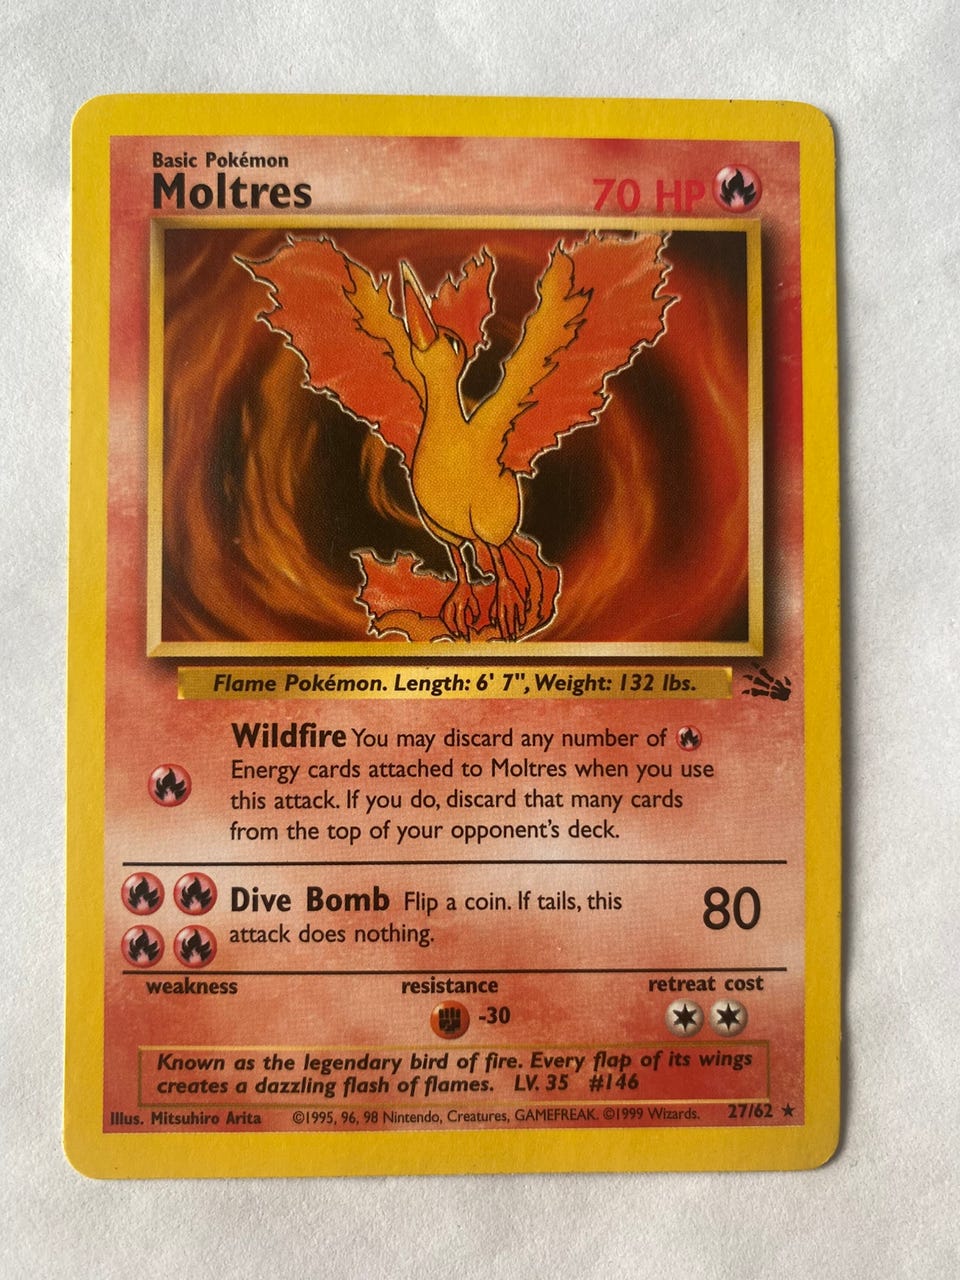 Basic Pokémon
Moltres 70 HP
Flame Pokémon. Length: 6' 7", Weight: 132 lbs.
Wildfire You may discard any number of
Energy cards attached to Moltres when you use
this attack. If you do, discard that many cards
from the top of your opponent's deck.
Dive Bomb Flip a coin. If tails, this 80
attack does nothing.
weakness resistance retreat cost
-30
Known as the legendary bird of fire. Every flap of its wings
creates a dazzling flash of flames. LV. 35 #146
Illus. Mitsuhiro Arita ©1995, 96, 98 Nintendo, Creatures, GAMEFREAK. ©1999 Wizards. 27/62 ★